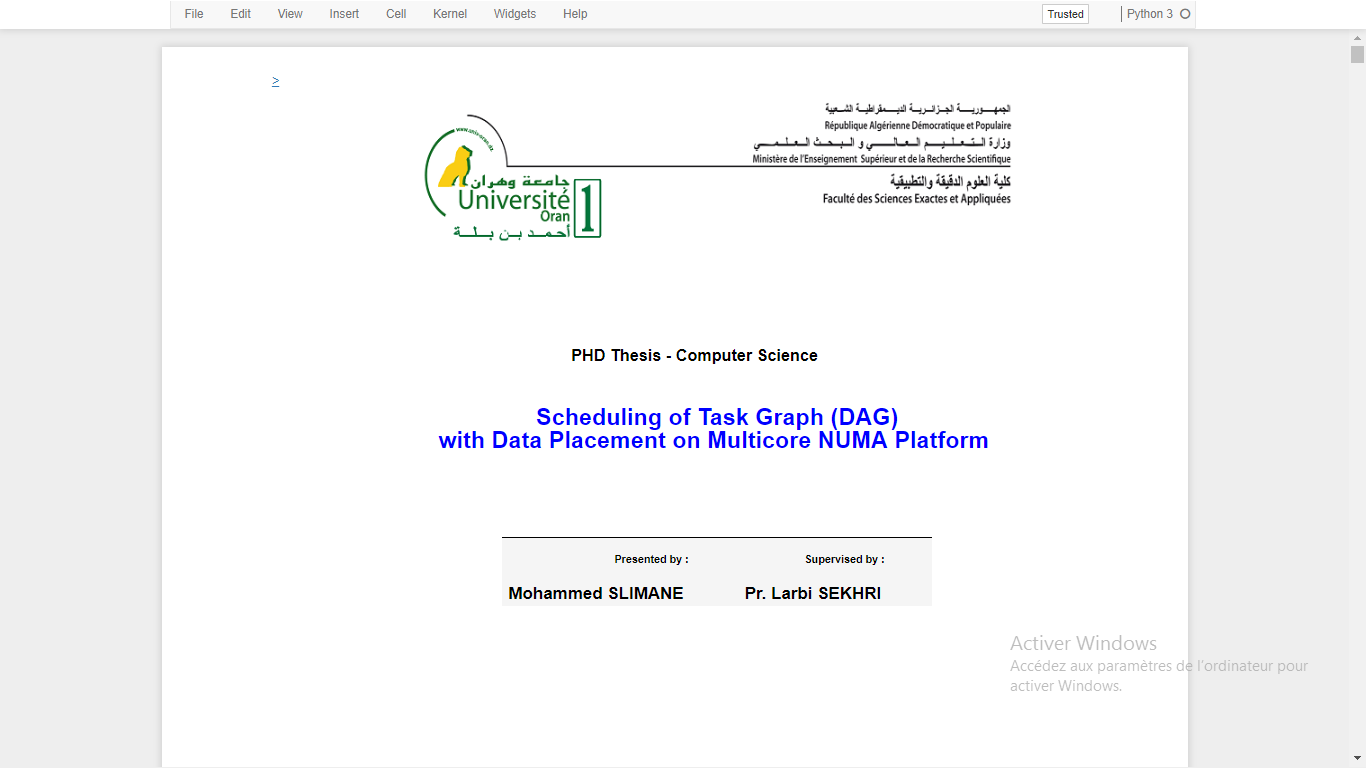 File Edit View Insert Cell Kernel Widgets Help Trusted Python 3
>
الجمهورية الجزائرية الديمقراطية الشعبية
République Algérienne Démocratique et Populaire
وزارة التعليم العالي و البحث العلمي
Ministère de l'Enseignement Supérieur et de la Recherche Scientifique
كلية العلوم الدقيقة والتطبيقية
Faculté des Sciences Exactes et Appliquées
جامعة وهران
Université
Oran 1
أحمد بن بلة
PHD Thesis - Computer Science
Scheduling of Task Graph (DAG)
with Data Placement on Multicore NUMA Platform
Presented by : Supervised by :
Mohammed SLIMANE Pr. Larbi SEKHRI
Activer Windows
Accédez aux paramètres de l'ordinateur pour
activer Windows.